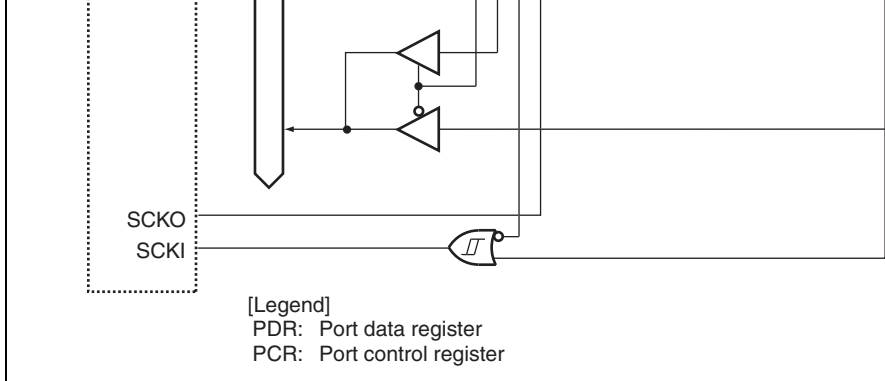 SCKO
SCKI
[Legend]
PDR: Port data register
PCR: Port control register